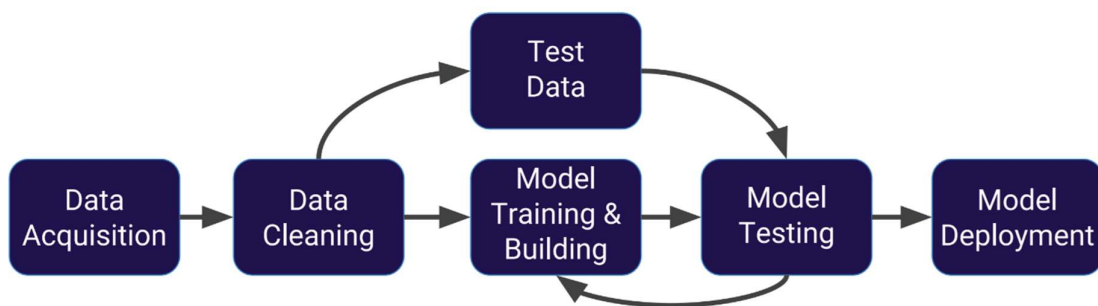 Test
Data
Data
Acquisition
Data
Cleaning
Model
Training &
Building
Model
Testing
Model
Deployment